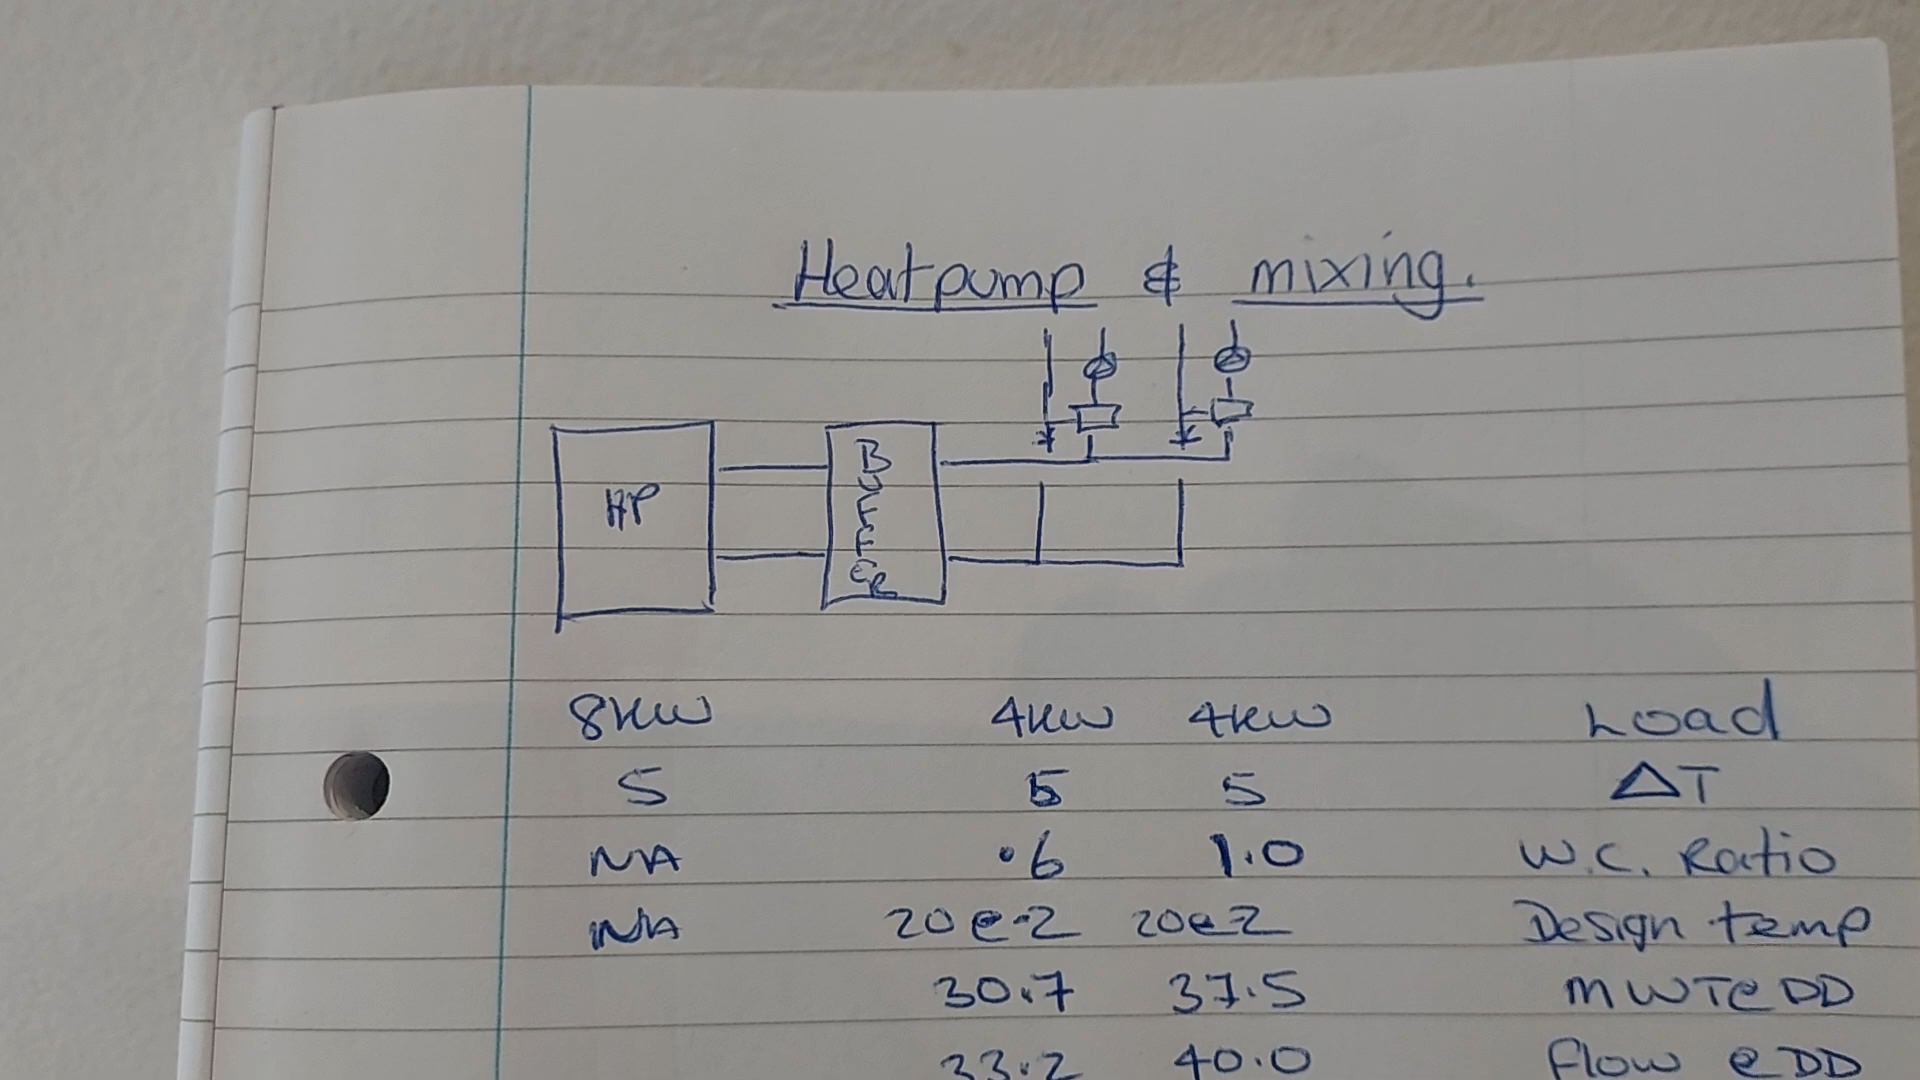 Heatpump & mixing.
HP
BUFFER
8kW 4kW 4kW Load
5 5 5 ΔT
NA .6 1.0 W.C. Ratio
NA 20@-2 20@2 Design temp
30.7 37.5 MWT@DD
33.2 40.0 flow @DD